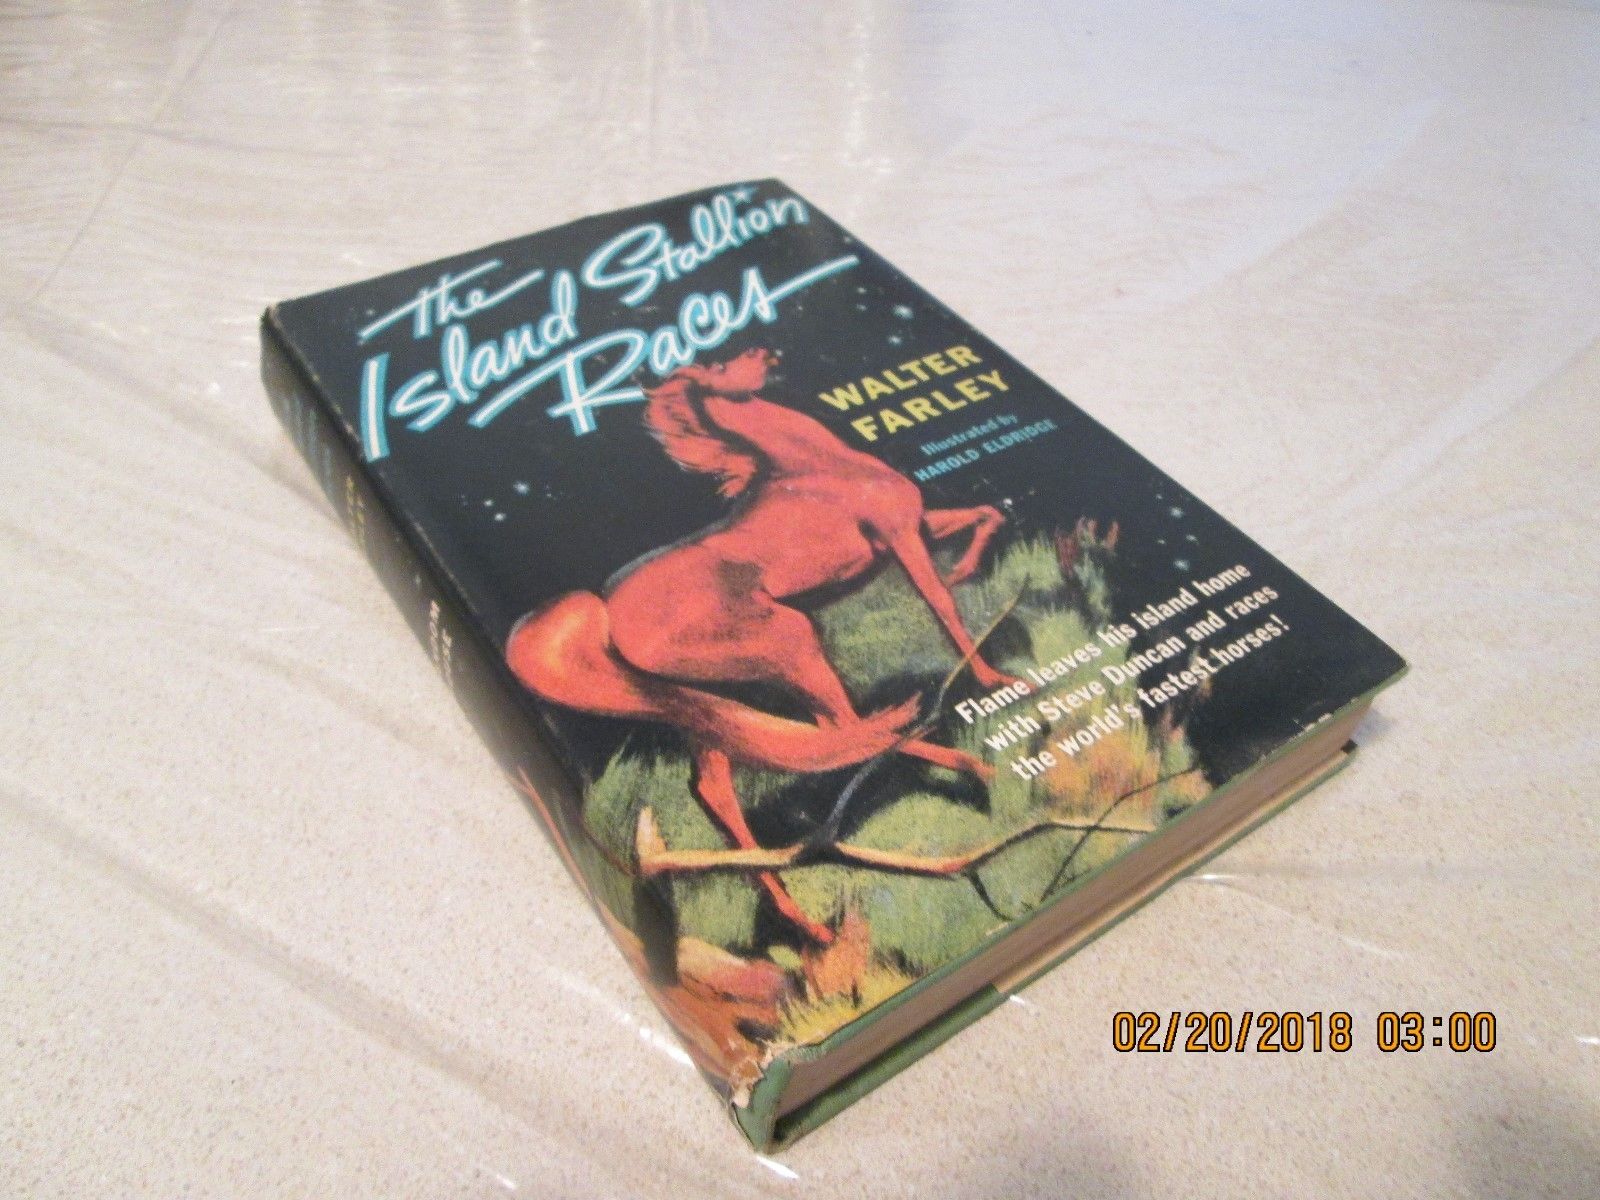 The
Island Stallion
Races
WALTER
FARLEY
Illustrated by
HAROLD ELDRIDGE
Flame leaves his island home
with Steve Duncan and races
the world's fastest horses!
02/20/2018 03:00